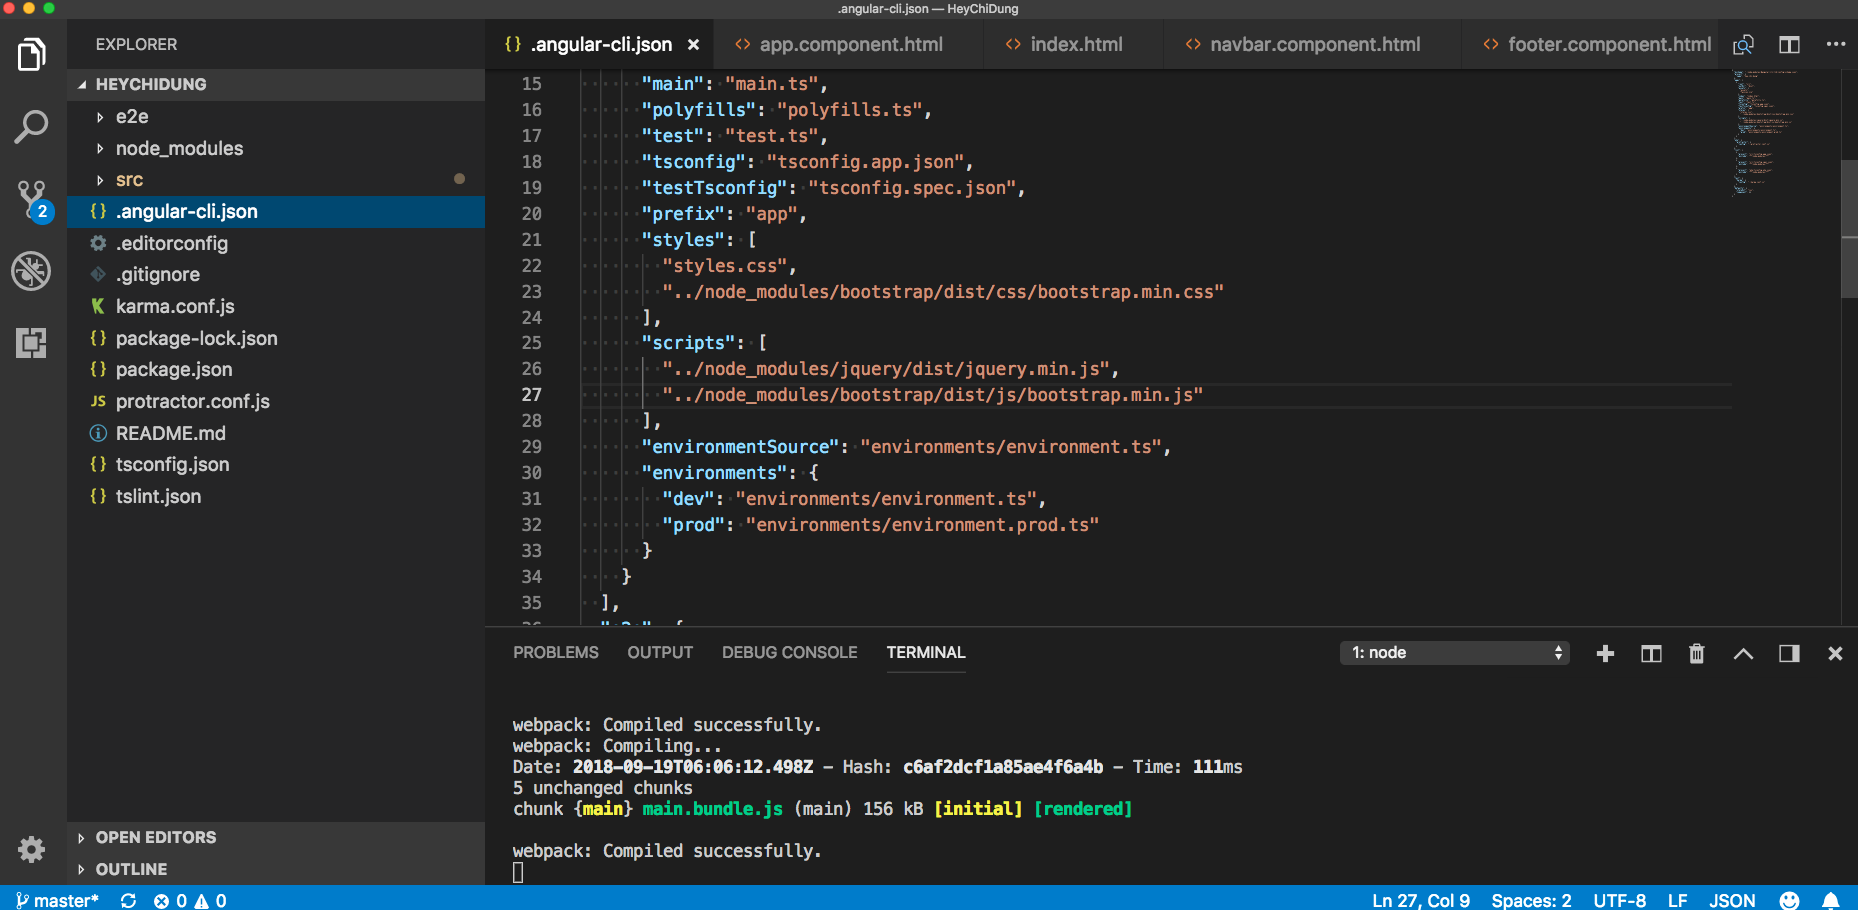 .angular-cli.json — HeyChiDung
EXPLORER
HEYCHIDUNG
e2e
node_modules
src
{} .angular-cli.json
.editorconfig
.gitignore
karma.conf.js
{} package-lock.json
{} package.json
JS protractor.conf.js
README.md
{} tsconfig.json
{} tslint.json
OPEN EDITORS
OUTLINE
2
{} .angular-cli.json × <> app.component.html <> index.html <> navbar.component.html <> footer.component.html
15 "main": "main.ts",
16 "polyfills": "polyfills.ts",
17 "test": "test.ts",
18 "tsconfig": "tsconfig.app.json",
19 "testTsconfig": "tsconfig.spec.json",
20 "prefix": "app",
21 "styles": [
22 "styles.css",
23 "../node_modules/bootstrap/dist/css/bootstrap.min.css"
24 ],
25 "scripts": [
26 "../node_modules/jquery/dist/jquery.min.js",
27 "../node_modules/bootstrap/dist/js/bootstrap.min.js"
28 ],
29 "environmentSource": "environments/environment.ts",
30 "environments": {
31 "dev": "environments/environment.ts",
32 "prod": "environments/environment.prod.ts"
33 }
34 }
35 ],
PROBLEMS OUTPUT DEBUG CONSOLE TERMINAL 1: node
webpack: Compiled successfully.
webpack: Compiling...
Date: 2018-09-19T06:06:12.498Z - Hash: c6af2dcf1a85ae4f6a4b - Time: 111ms
5 unchanged chunks
chunk {main} main.bundle.js (main) 156 kB [initial] [rendered]
webpack: Compiled successfully.
master* 0 0 Ln 27, Col 9 Spaces: 2 UTF-8 LF JSON